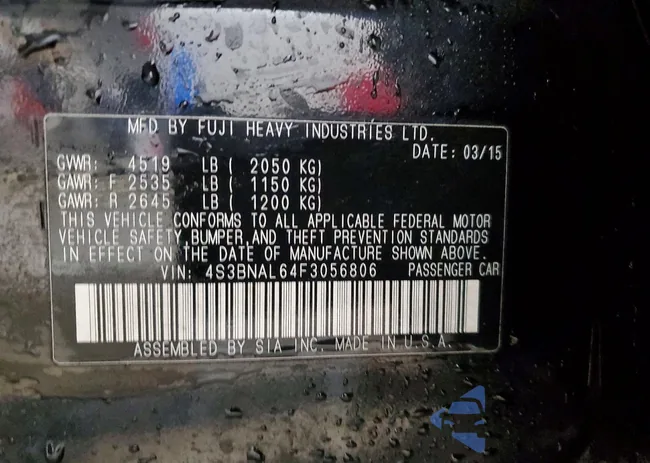 MFD BY FUJI HEAVY INDUSTRIES LTD.
DATE: 03/15
GVWR: 4519 LB ( 2050 KG)
GAWR: F 2535 LB ( 1150 KG)
GAWR: R 2645 LB ( 1200 KG)
THIS VEHICLE CONFORMS TO ALL APPLICABLE FEDERAL MOTOR
VEHICLE SAFETY,BUMPER,AND THEFT PREVENTION STANDARDS
IN EFFECT ON THE DATE OF MANUFACTURE SHOWN ABOVE.
VIN: 4S3BNAL64F3056806 PASSENGER CAR
ASSEMBLED BY SIA INC. MADE IN U.S.A.